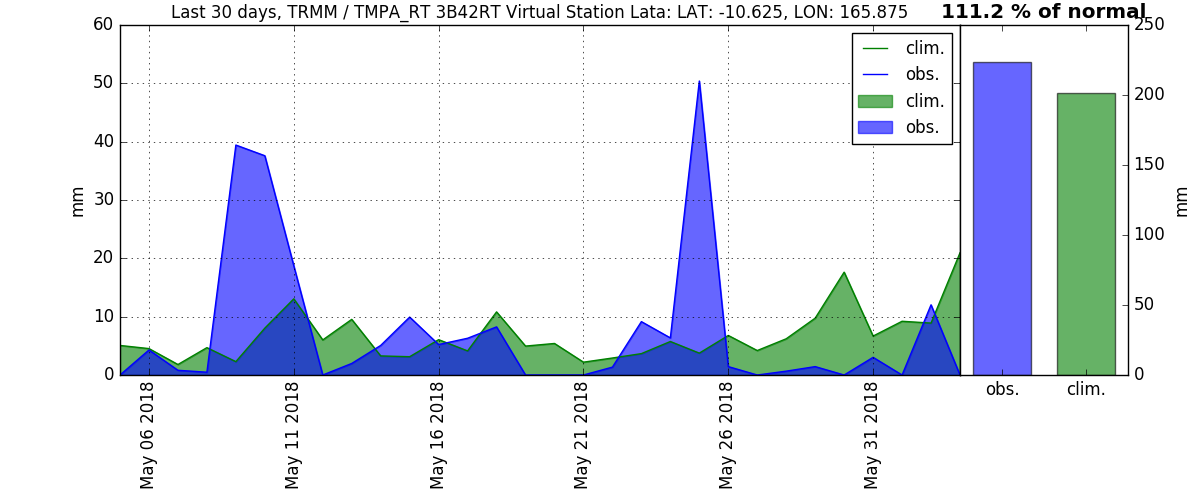 Last 30 days, TRMM / TMPA_RT 3B42RT Virtual Station Lata: LAT: -10.625, LON: 165.875
111.2 % of normal
60
50
40
30
20
10
0
mm
clim.
obs.
clim.
obs.
May 06 2018
May 11 2018
May 16 2018
May 21 2018
May 26 2018
May 31 2018
250
200
150
100
50
0
mm
obs.
clim.